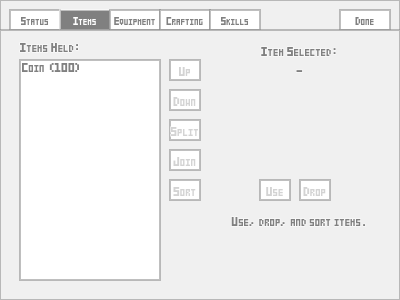 Status Items Equipment Crafting Skills Done
Items Held:
Item Selected:
Coin (100)
–
Up
Down
Split
Join
Sort
Use Drop
Use, drop, and sort items.